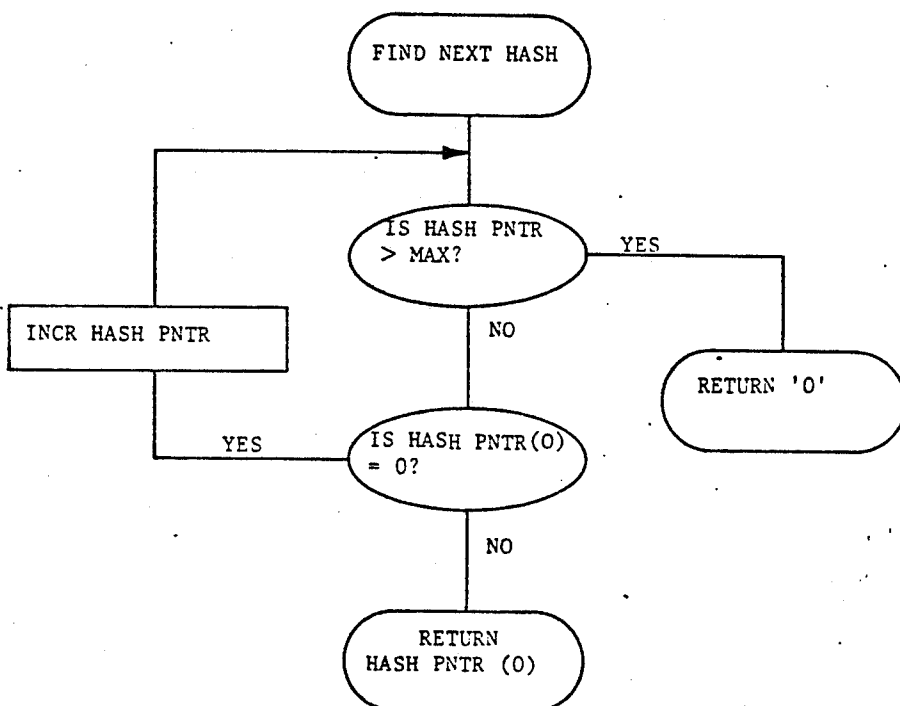 FIND NEXT HASH
IS HASH PNTR
> MAX?
YES
INCR HASH PNTR
NO
RETURN '0'
IS HASH PNTR(0)
= 0?
YES
NO
RETURN
HASH PNTR (0)